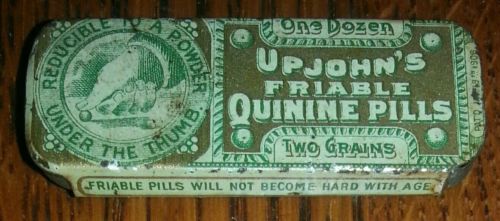 REDUCIBLE TO A POWDER
UNDER THE THUMB.
ONE DOZEN
UPJOHN'S
FRIABLE
QUININE PILLS
TWO GRAINS
FRIABLE PILLS WILL NOT BECOME HARD WITH AGE